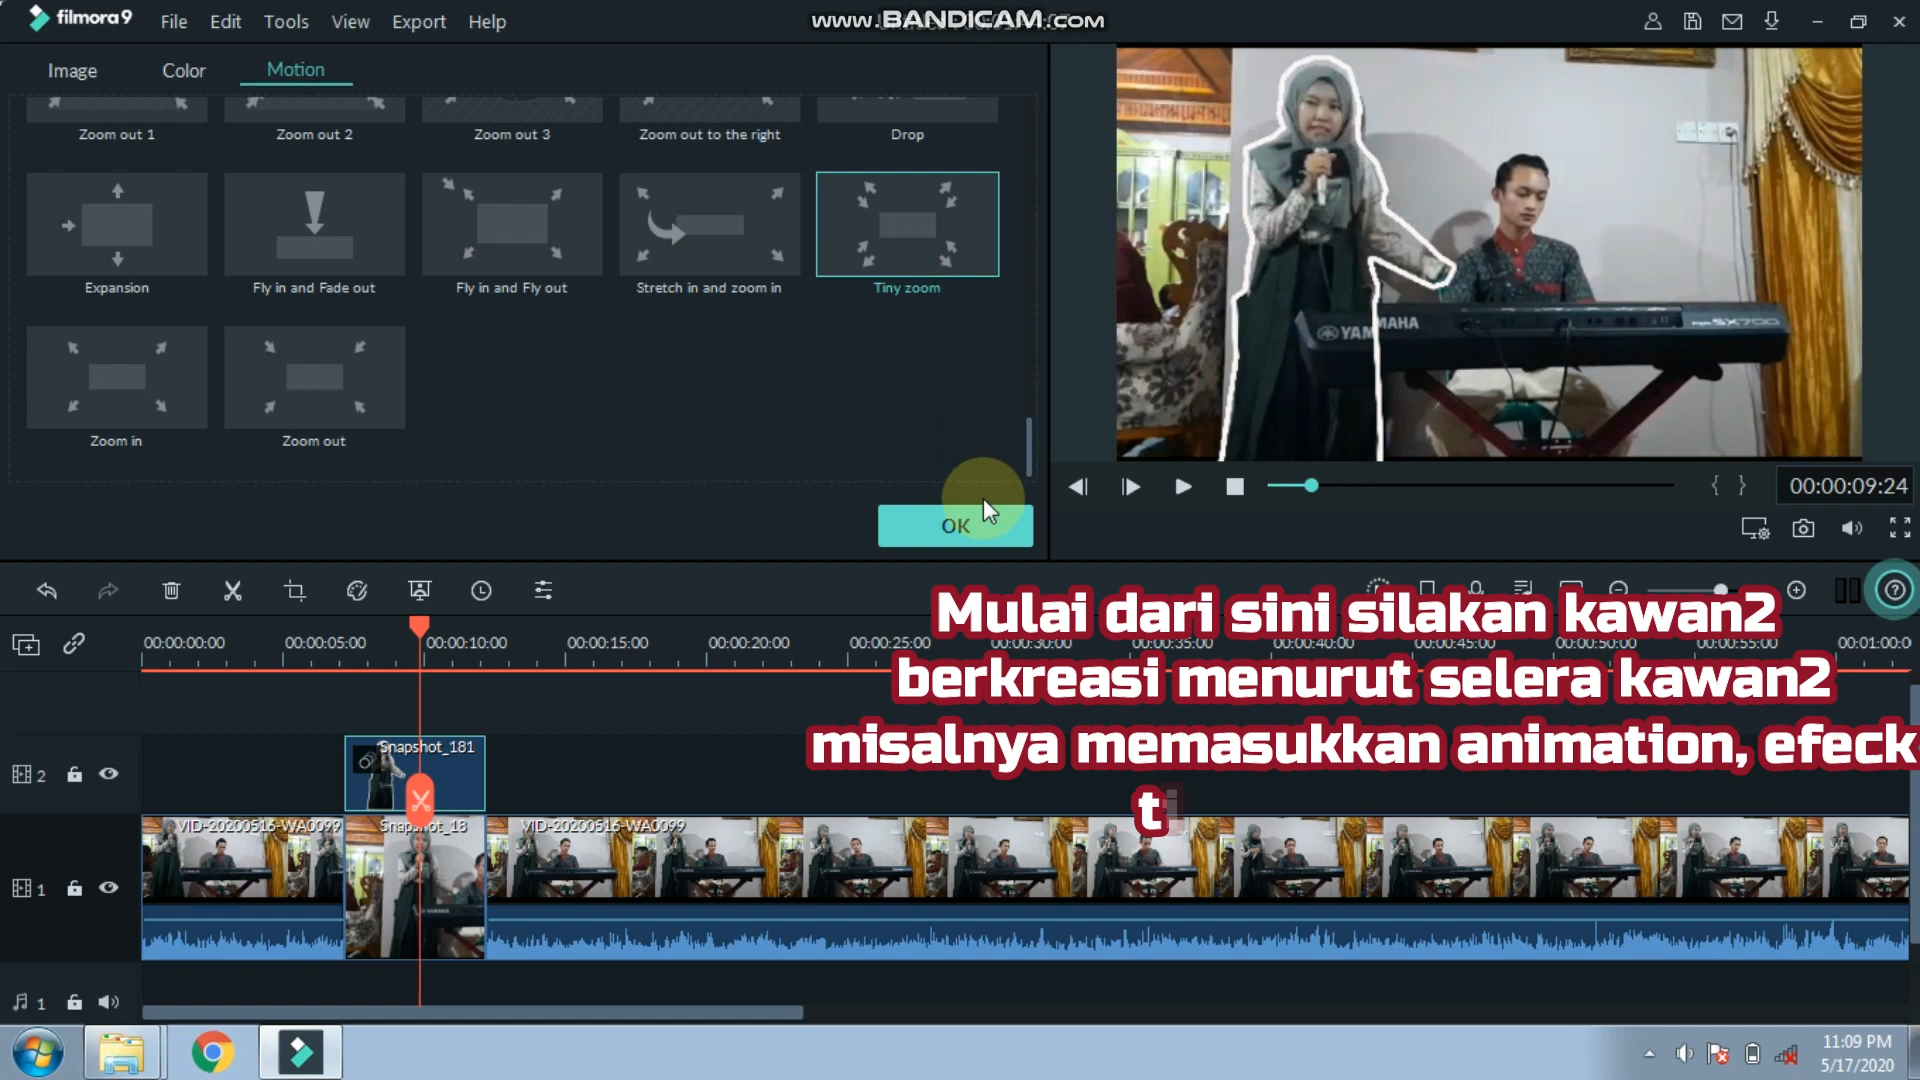 filmora9 File Edit Tools View Export Help
www.BANDICAM.com
Image Color Motion
Zoom out 1 Zoom out 2 Zoom out 3 Zoom out to the right Drop
Expansion Fly in and Fade out Fly in and Fly out Stretch in and zoom in Tiny zoom
Zoom in Zoom out
OK
YAMAHA SX700
00:00:09:24
00:00:00:00 00:00:05:00 00:00:10:00 00:00:15:00 00:00:20:00 00:00:25:00 00:00:30:00 00:00:35:00 00:00:40:00 00:00:45:00 00:00:50:00 00:00:55:00 00:01:00:0
Mulai dari sini silakan kawan2
berkreasi menurut selera kawan2
misalnya memasukkan animation, efeck
ti
2
Snapshot_181
1
VID-20200516-WA0099 Snapshot_18 VID-20200516-WA0099
1
11:09 PM
5/17/2020